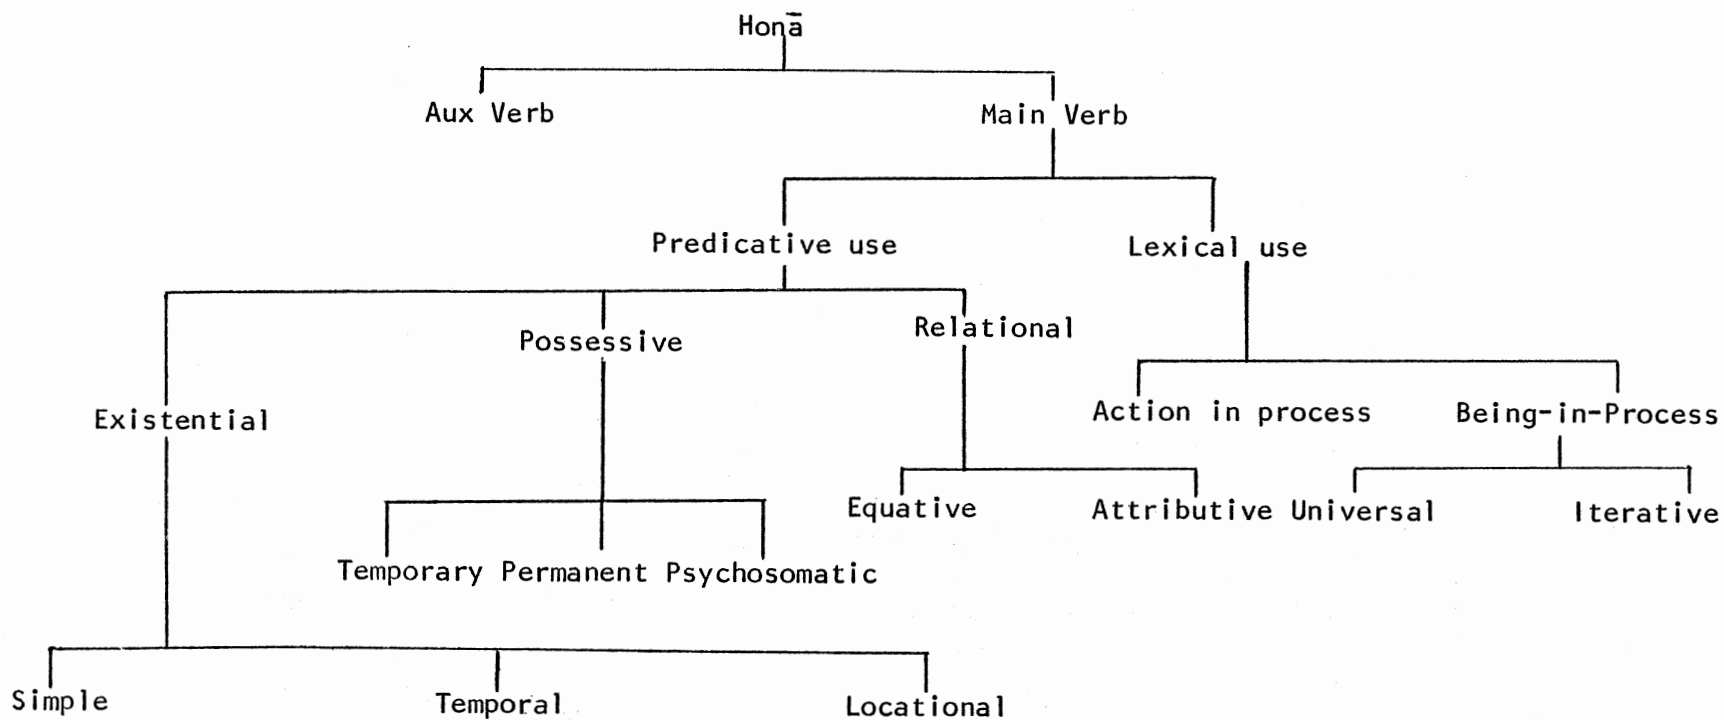 Honā
Aux Verb Main Verb
Predicative use Lexical use
Possessive Relational
Existential Action in process Being-in-Process
Equative Attributive Universal Iterative
Temporary Permanent Psychosomatic
Simple Temporal Locational